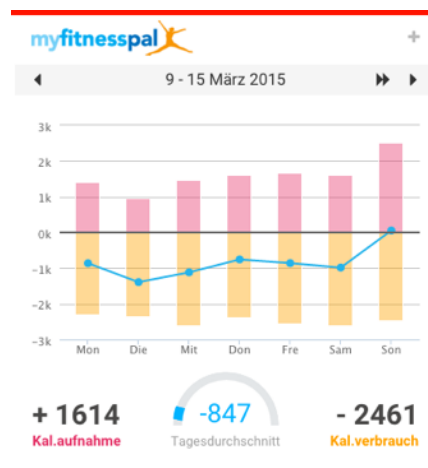 myfitnesspal
+
9 - 15 März 2015
3k
2k
1k
0k
-1k
-2k
-3k
Mon Die Mit Don Fre Sam Son
+ 1614 -847 - 2461
Kal.aufnahme Tagesdurchschnitt Kal.verbrauch